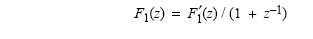 F₁(z) = F₁′(z) / (1 + z⁻¹)